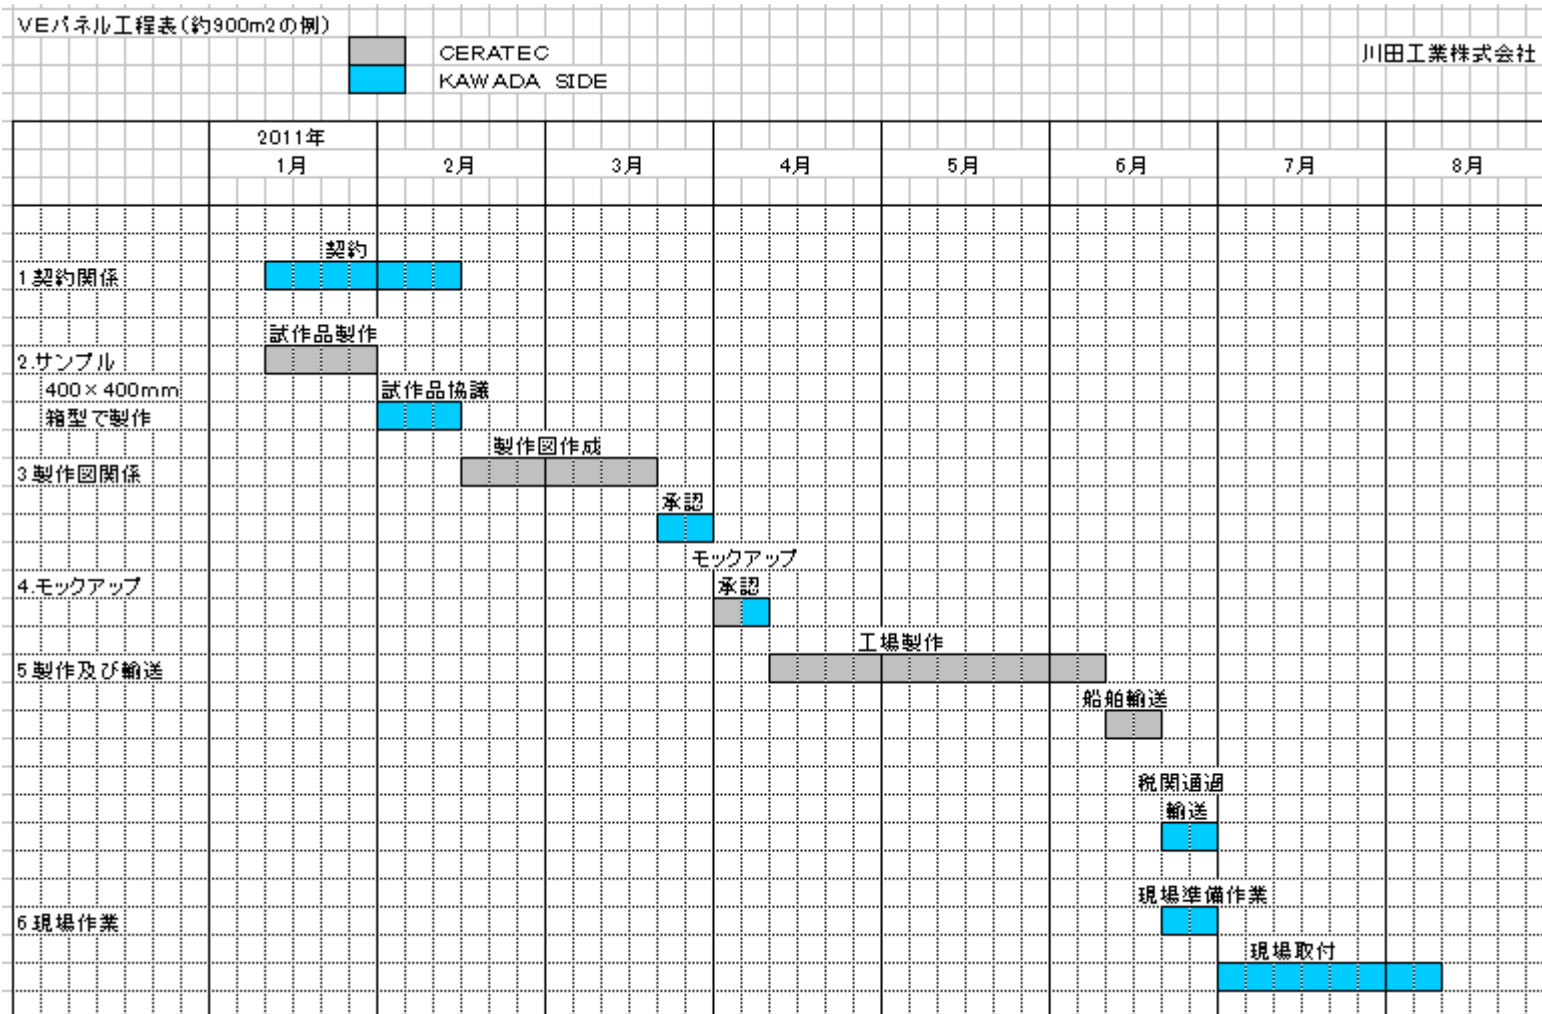 VEパネル工程表(約900m2の例)
CERATEC
川田工業株式会社
KAWADA SIDE
2011年
1月 2月 3月 4月 5月 6月 7月 8月
契約
1.契約関係
試作品製作
2.サンプル
400×400mm
試作品協議
箱型で製作
製作図作成
3.製作図関係
承認
モックアップ
4.モックアップ
承認
工場製作
5.製作及び輸送
船舶輸送
税関通過
輸送
現場準備作業
6.現場作業
現場取付